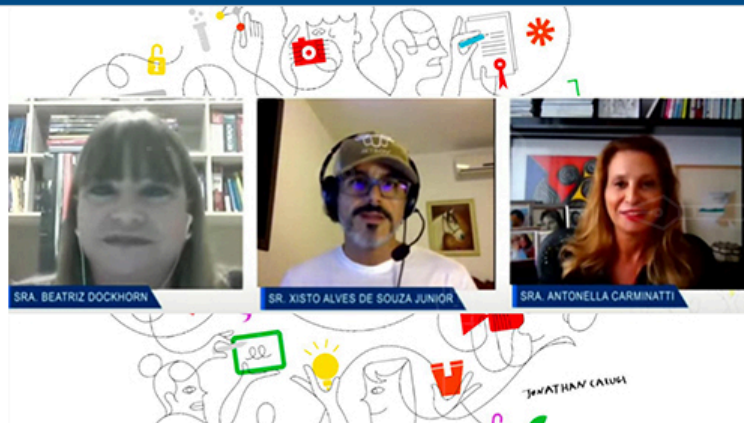 SRA. BEATRIZ DOCKHORN
SR. XISTO ALVES DE SOUZA JUNIOR
SRA. ANTONELLA CARMINATTI
JONATHAN CALUGI